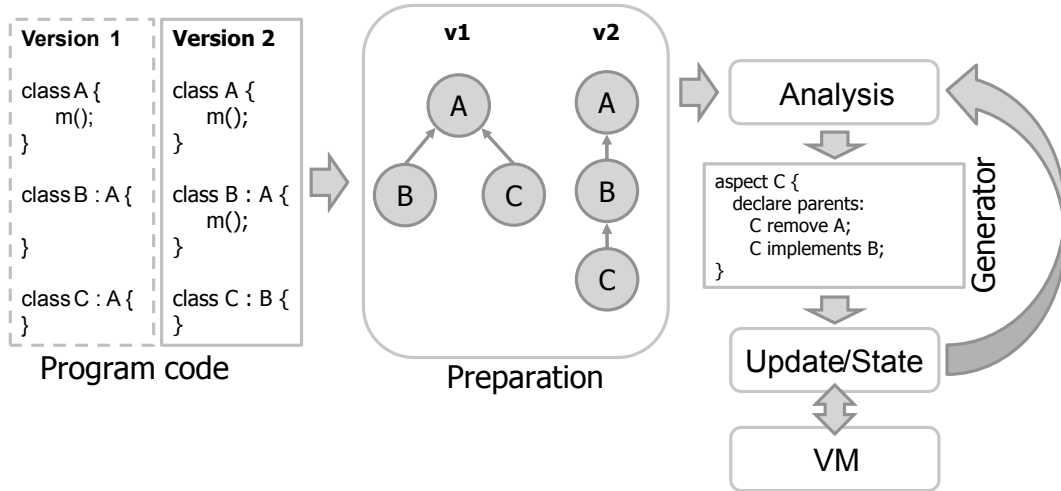 Version 1
class A {
m();
}
class B : A {
}
class C : A {
}
Version 2
class A {
m();
}
class B : A {
m();
}
class C : B {
}
Program code
v1
A
B
C
v2
A
B
C
Preparation
Analysis
aspect C {
declare parents:
C remove A;
C implements B;
}
Generator
Update/State
VM